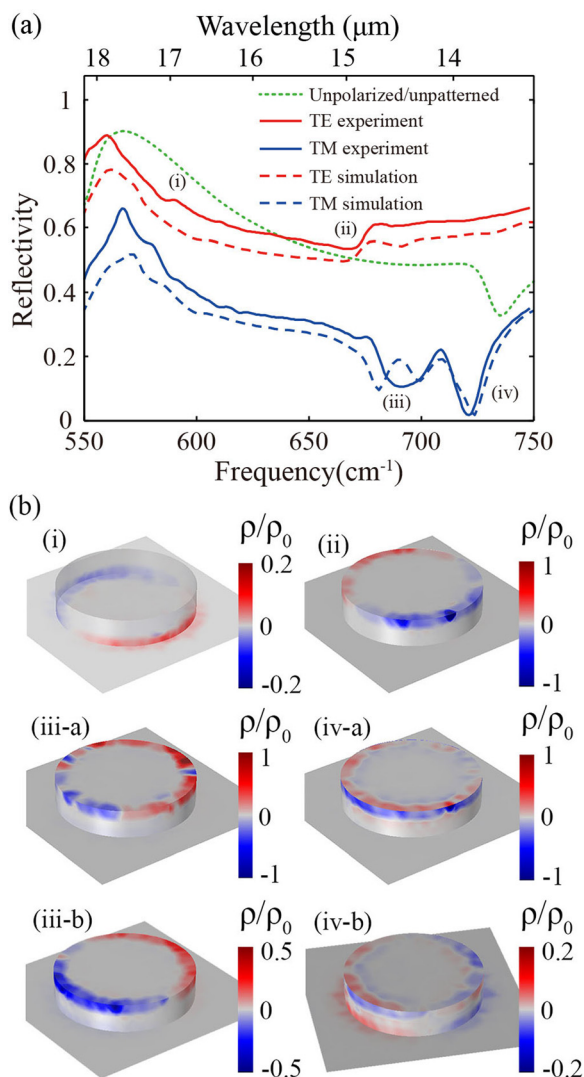 (a)
Wavelength (μm)
18 17 16 15 14
1
0.8
0.6
0.4
0.2
0
Reflectivity
Unpolarized/unpatterned
TE experiment
TM experiment
TE simulation
TM simulation
(i)
(ii)
(iii)
(iv)
550 600 650 700 750
Frequency(cm⁻¹)
(b)
(i)
ρ/ρ₀
0.2
0
-0.2
(ii)
ρ/ρ₀
1
0
-1
(iii-a)
ρ/ρ₀
1
0
-1
(iv-a)
ρ/ρ₀
1
0
-1
(iii-b)
ρ/ρ₀
0.5
0
-0.5
(iv-b)
ρ/ρ₀
0.2
0
-0.2